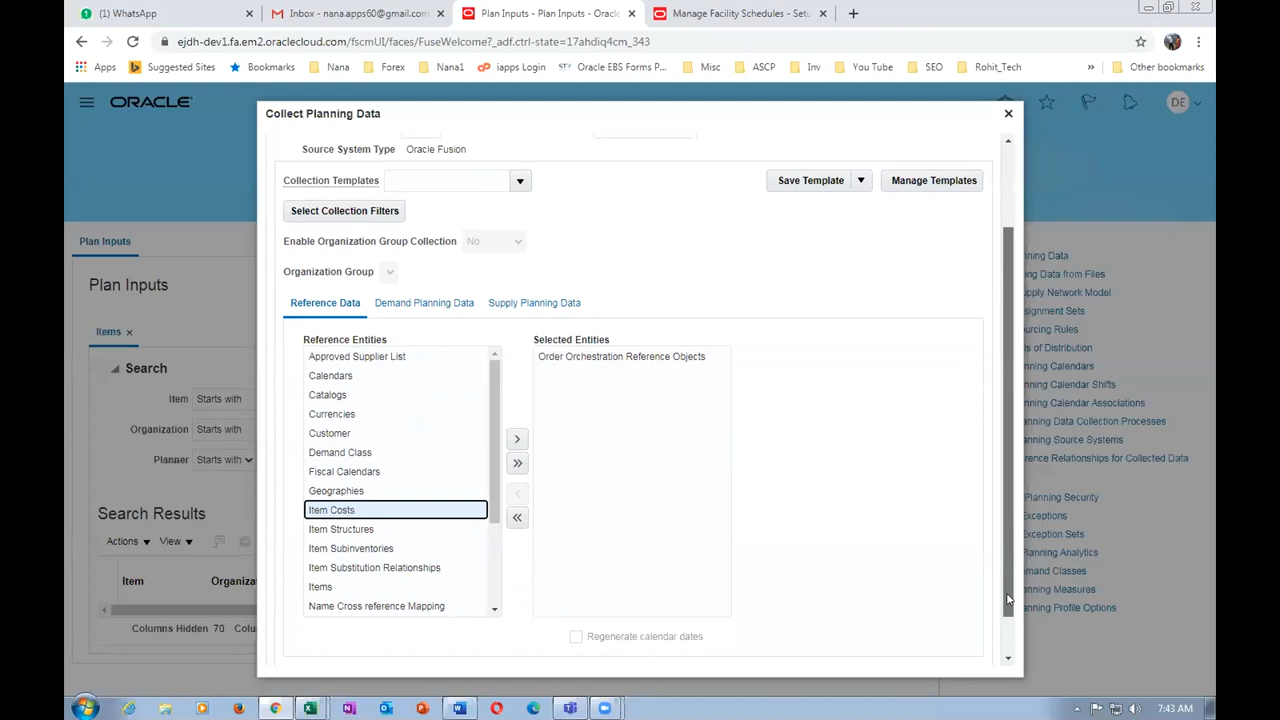 WhatsApp
Inbox - nana.apps60@gmail.com
Plan Inputs - Plan Inputs - Oracle
Manage Facility Schedules - Setu
ejdh-dev1.fa.em2.oraclecloud.com/fscmUI/faces/FuseWelcome?_adf.ctrl-state=17ahdiq4cm_343
Apps Suggested Sites Bookmarks Nana Forex Nana1 iapps Login Oracle EBS Forms P... Misc ASCP Inv You Tube SEO Rohit_Tech » Other bookmarks
ORACLE DE
Collect Planning Data
Source System Type Oracle Fusion
Collection Templates Save Template Manage Templates
Select Collection Filters
Enable Organization Group Collection No
Organization Group
Reference Data Demand Planning Data Supply Planning Data
Reference Entities
Approved Supplier List
Calendars
Catalogs
Currencies
Customer
Demand Class
Fiscal Calendars
Geographies
Item Costs
Item Structures
Item Subinventories
Item Substitution Relationships
Items
Name Cross reference Mapping
Selected Entities
Order Orchestration Reference Objects
Regenerate calendar dates
Plan Inputs
Plan Inputs
Items
Search
Item Starts with
Organization Starts with
Planner Starts with
Search Results
Actions View
Item Organiza
Columns Hidden 70 Colu
nning Data
nning Data from Files
upply Network Model
ssignment Sets
urcing Rules
ls of Distribution
nning Calendars
nning Calendar Shifts
nning Calendar Associations
nning Data Collection Processes
nning Source Systems
rence Relationships for Collected Data
Planning Security
xceptions
xception Sets
Planning Analytics
emand Classes
nning Measures
nning Profile Options
7:43 AM